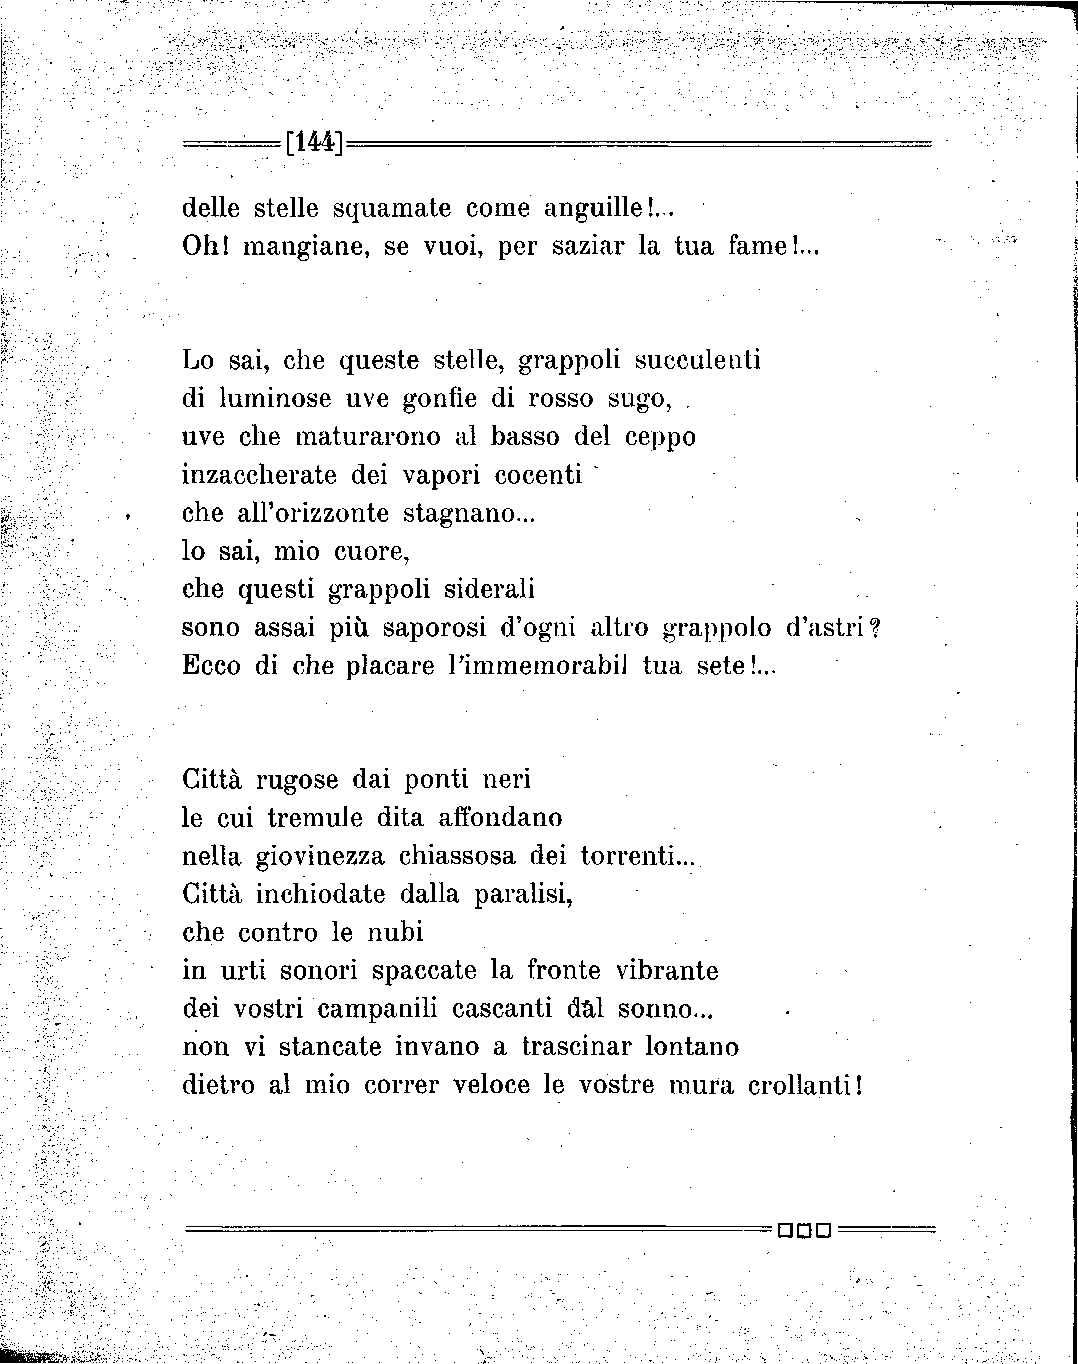 [144]
delle stelle squamate come anguille!...
Oh! mangiane, se vuoi, per saziar la tua fame!...
Lo sai, che queste stelle, grappoli succulenti
di luminose uve gonfie di rosso sugo,
uve che maturarono al basso del ceppo
inzaccherate dei vapori cocenti
che all'orizzonte stagnano...
lo sai, mio cuore,
che questi grappoli siderali
sono assai più saporosi d'ogni altro grappolo d'astri?
Ecco di che placare l'immemorabil tua sete!...
Città rugose dai ponti neri
le cui tremule dita affondano
nella giovinezza chiassosa dei torrenti...
Città inchiodate dalla paralisi,
che contro le nubi
in urti sonori spaccate la fronte vibrante
dei vostri campanili cascanti dal sonno...
non vi stancate invano a trascinar lontano
dietro al mio correr veloce le vostre mura crollanti!